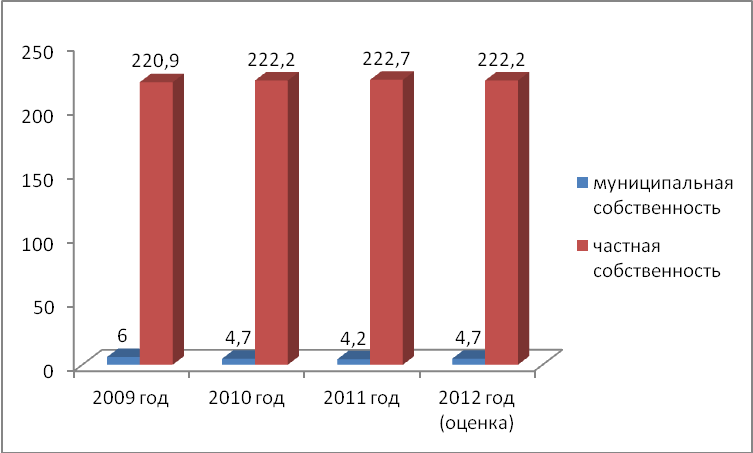 250
200
150
100
50
0
220,9
222,2
222,7
222,2
6
4,7
4,2
4,7
2009 год
2010 год
2011 год
2012 год
(оценка)
муниципальная
собственность
частная
собственность